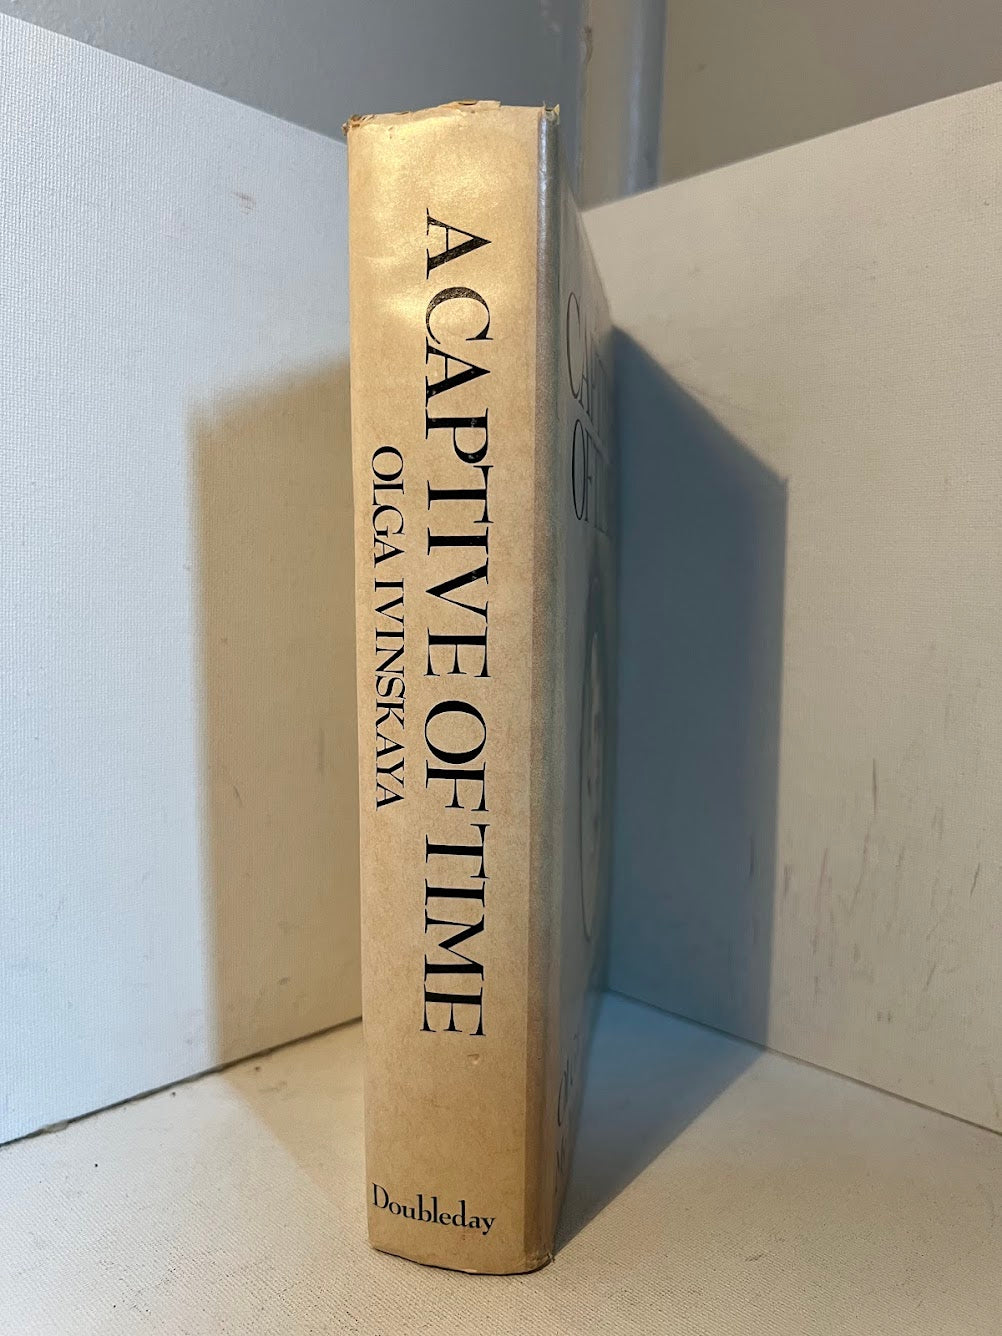 A CAPTIVE OF TIME
OLGA IVINSKAYA
Doubleday